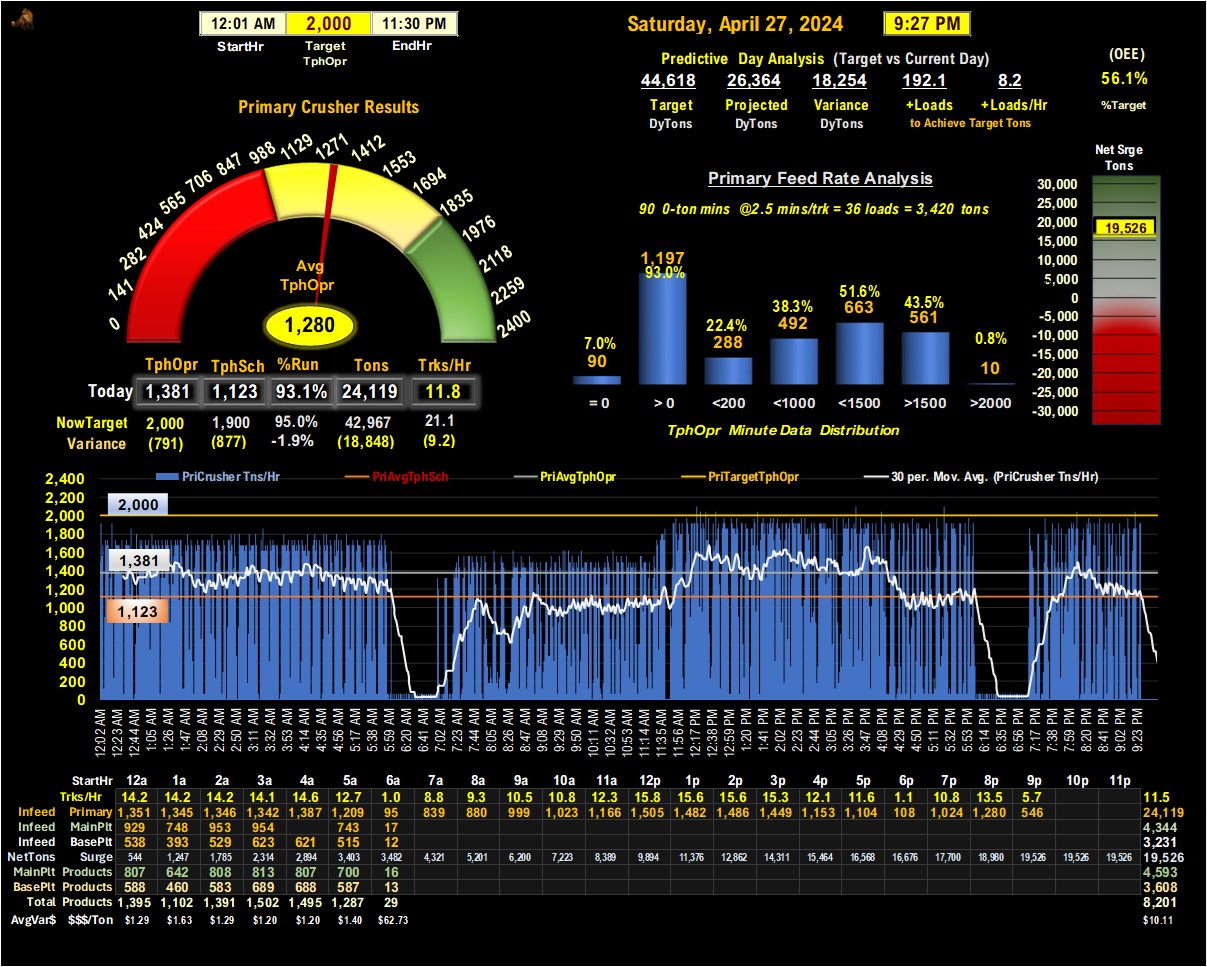 12:01 AM 2,000 11:30 PM
StartHr Target TphOpr EndHr
Saturday, April 27, 2024 9:27 PM
Predictive Day Analysis (Target vs Current Day)
44,618 26,364 18,254 192.1 8.2
Target Projected Variance +Loads +Loads/Hr
DyTons DyTons DyTons to Achieve Target Tons
(OEE)
56.1%
%Target
Primary Crusher Results
0 141 282 424 565 706 847 988 1129 1271 1412 1553 1694 1835 1976 2118 2259 2400
Avg
TphOpr
1,280
TphOpr TphSch %Run Tons Trks/Hr
Today 1,381 1,123 93.1% 24,119 11.8
NowTarget 2,000 1,900 95.0% 42,967 21.1
Variance (791) (877) -1.9% (18,848) (9.2)
Primary Feed Rate Analysis
90 0-ton mins @2.5 mins/trk = 36 loads = 3,420 tons
7.0% 93.0% 22.4% 38.3% 51.6% 43.5% 0.8%
90 1,197 288 492 663 561 10
= 0 > 0 <200 <1000 <1500 >1500 >2000
TphOpr Minute Data Distribution
Net Srge
Tons
30,000
25,000
20,000
19,526
15,000
10,000
5,000
0
-5,000
-10,000
-15,000
-20,000
-25,000
-30,000
PriCrusher Tns/Hr PriAvgTphSch PriAvgTphOpr PriTargetTphOpr 30 per. Mov. Avg. (PriCrusher Tns/Hr)
2,400
2,200
2,000
1,800
1,600
1,400
1,200
1,000
800
600
400
200
0
2,000
1,381
1,123
12:02 AM 12:23 AM 12:44 AM 1:05 AM 1:26 AM 1:47 AM 2:08 AM 2:29 AM 2:50 AM 3:11 AM 3:32 AM 3:53 AM 4:14 AM 4:35 AM 4:56 AM 5:17 AM 5:38 AM 5:59 AM 6:20 AM 6:41 AM 7:02 AM 7:23 AM 7:44 AM 8:05 AM 8:26 AM 8:47 AM 9:08 AM 9:29 AM 9:50 AM 10:11 AM 10:32 AM 10:53 AM 11:14 AM 11:35 AM 11:56 AM 12:17 PM 12:38 PM 12:59 PM 1:20 PM 1:41 PM 2:02 PM 2:23 PM 2:44 PM 3:05 PM 3:26 PM 3:47 PM 4:08 PM 4:29 PM 4:50 PM 5:11 PM 5:32 PM 5:53 PM 6:14 PM 6:35 PM 6:56 PM 7:17 PM 7:38 PM 7:59 PM 8:20 PM 8:41 PM 9:02 PM 9:23 PM
StartHr 12a 1a 2a 3a 4a 5a 6a 7a 8a 9a 10a 11a 12p 1p 2p 3p 4p 5p 6p 7p 8p 9p 10p 11p
Trks/Hr 14.2 14.2 14.2 14.1 14.6 12.7 1.0 8.8 9.3 10.5 10.8 12.3 15.8 15.6 15.6 15.3 12.1 11.6 1.1 10.8 13.5 5.7 11.5
Infeed Primary 1,351 1,345 1,346 1,342 1,387 1,209 95 839 880 999 1,023 1,166 1,505 1,482 1,486 1,449 1,153 1,104 108 1,024 1,280 546 24,119
Infeed MainPlt 929 748 953 954 743 17 4,344
Infeed BasePlt 538 393 529 623 621 515 12 3,231
NetTons Surge 544 1,247 1,785 2,314 2,894 3,403 3,482 4,321 5,201 6,200 7,223 8,389 9,894 11,376 12,862 14,311 15,464 16,568 16,676 17,700 18,980 19,526 19,526 19,526 19,526
MainPlt Products 807 642 808 813 807 700 16 4,593
BasePlt Products 588 460 583 689 688 587 13 3,608
Total Products 1,395 1,102 1,391 1,502 1,495 1,287 29 8,201
AvgVar$ $$$/Ton $1.29 $1.63 $1.29 $1.20 $1.20 $1.40 $62.73 $10.11